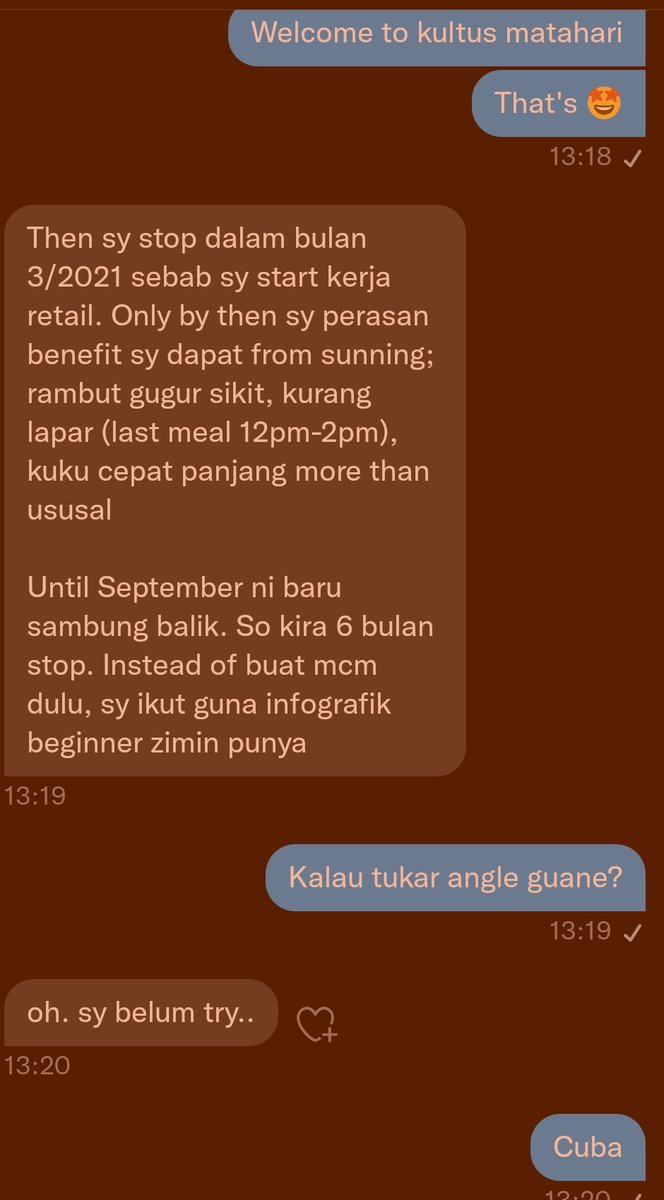 Welcome to kultus matahari
That's 🤩
13:18 ✓
Then sy stop dalam bulan
3/2021 sebab sy start kerja
retail. Only by then sy perasan
benefit sy dapat from sunning;
rambut gugur sikit, kurang
lapar (last meal 12pm-2pm),
kuku cepat panjang more than
ususal
Until September ni baru
sambung balik. So kira 6 bulan
stop. Instead of buat mcm
dulu, sy ikut guna infografik
beginner zimin punya
13:19
Kalau tukar angle guane?
13:19 ✓
oh. sy belum try..
13:20
Cuba
13:20 ✓